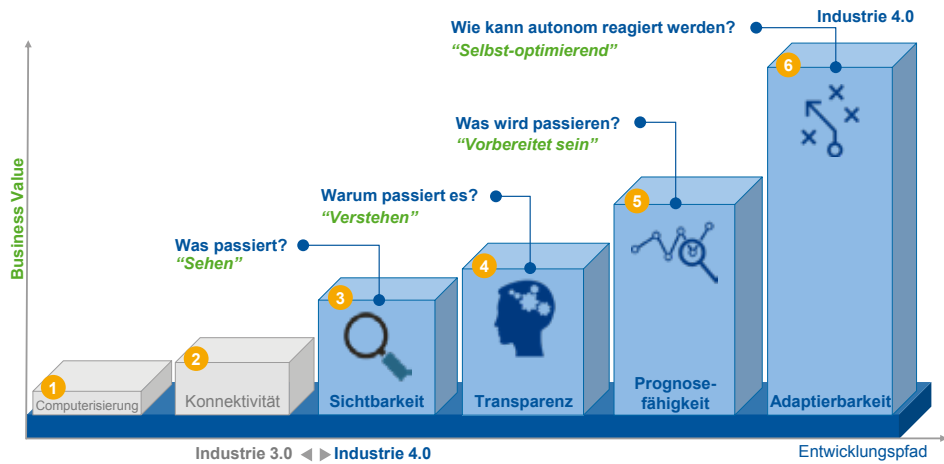 Wie kann autonom reagiert werden?
“Selbst-optimierend”
Industrie 4.0
6
Was wird passieren?
“Vorbereitet sein”
5
Warum passiert es?
“Verstehen”
4
Was passiert?
“Sehen”
3
2
1
Business Value
Computerisierung
Konnektivität
Sichtbarkeit
Transparenz
Prognose-
fähigkeit
Adaptierbarkeit
Industrie 3.0
Industrie 4.0
Entwicklungspfad